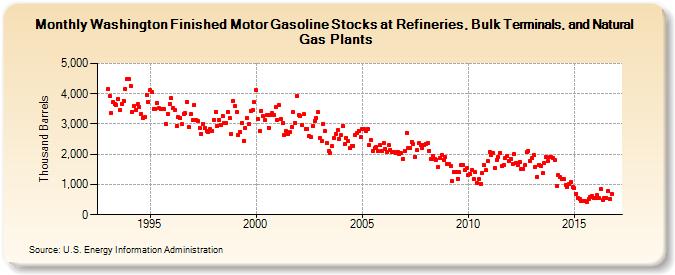 Monthly Washington Finished Motor Gasoline Stocks at Refineries, Bulk Terminals, and Natural
Gas Plants
Thousand Barrels
5,000
4,000
3,000
2,000
1,000
0
1995
2000
2005
2010
2015
Source: U.S. Energy Information Administration